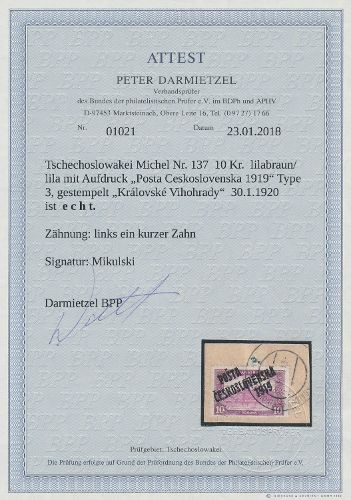 ATTEST
PETER DARMIETZEL
Verbandsprüfer
des Bundes der philatelistischen Prüfer e.V. im BDPh und APHV
D-97453 Marktsteinach, Obere Leite 16, Tel. (0 97 27) 17 66
Nr. 01021 Datum 23.01.2018
Tschechoslowakei Michel Nr. 137 10 Kr. lilabraun/
lila mit Aufdruck „Posta Ceskoslovenska 1919“ Type
3, gestempelt „Královské Vihohrady“ 30.1.1920
ist e c h t.
Zähnung: links ein kurzer Zahn
Signatur: Mikulski
Darmietzel BPP
POŠTA
ČESKOSLOVENSKÁ
1919
10 10
Prüfgebiet: Tschechoslowakei
Die Prüfung erfolgte auf Grund der Prüfordnung des Bundes der Philatelistischen Prüfer e.V.